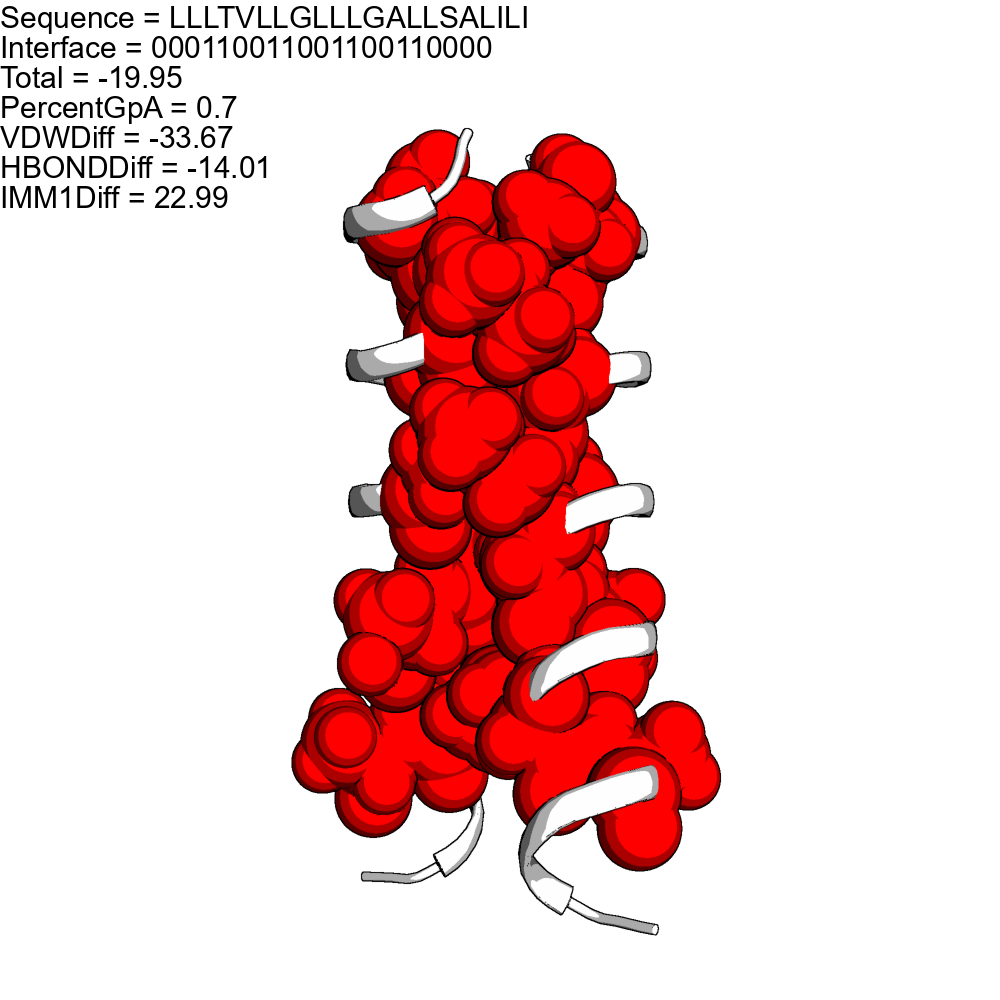 Sequence = LLLTVLLGLLLGALLSALILI
Interface = 000110011001100110000
Total = -19.95
PercentGpA = 0.7
VDWDiff = -33.67
HBONDDiff = -14.01
IMM1Diff = 22.99